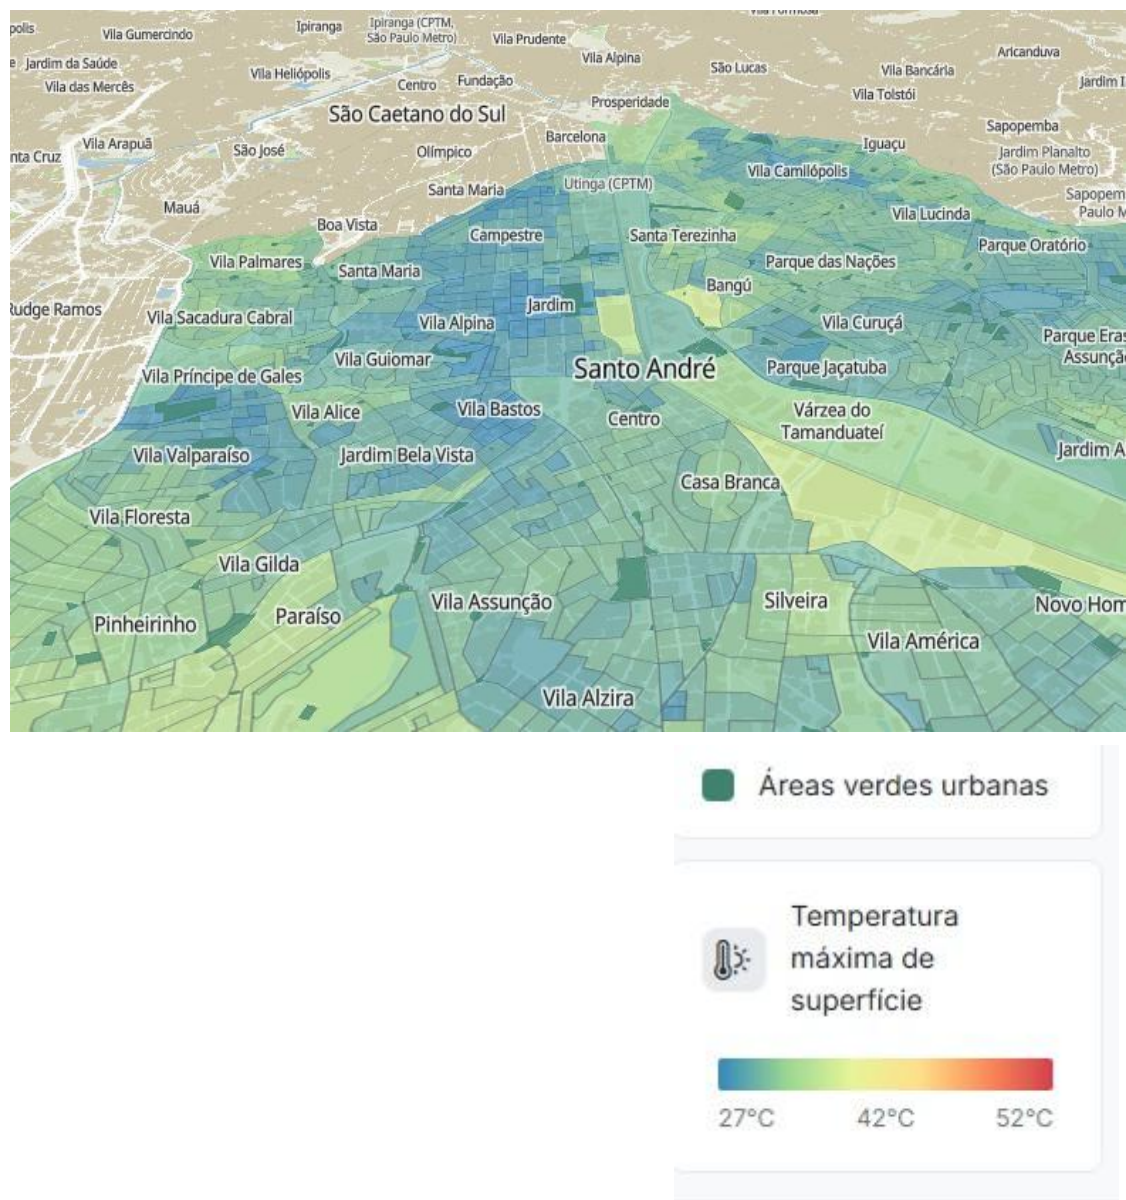 Vila Gumercindo
Ipiranga
Ipiranga (CPTM,
São Paulo Metro)
Vila Prudente
Jardim da Saúde
Vila das Mercês
Vila Heliópolis
Centro
Fundação
Vila Alpina
São Lucas
Vila Bancária
Aricanduva
Vila Tolstói
São Caetano do Sul
Prosperidade
Barcelona
Vila Arapuã
São José
Olímpico
Iguaçu
Sapopemba
Jardim Planalto
(São Paulo Metro)
Vila Camilópolis
Utinga (CPTM)
Santa Maria
Mauá
Boa Vista
Campestre
Santa Terezinha
Vila Lucinda
Parque Oratório
Vila Palmares
Santa Maria
Parque das Nações
Bangú
Rudge Ramos
Vila Sacadura Cabral
Vila Alpina
Jardim
Vila Curuçá
Vila Guiomar
Santo André
Parque Jaçatuba
Vila Príncipe de Gales
Vila Alice
Vila Bastos
Centro
Várzea do
Tamanduateí
Vila Valparaíso
Jardim Bela Vista
Jardim A
Casa Branca
Vila Floresta
Vila Gilda
Pinheirinho
Paraíso
Vila Assunção
Silveira
Novo Hom
Vila América
Vila Alzira
Áreas verdes urbanas
Temperatura
máxima de
superfície
27°C 42°C 52°C